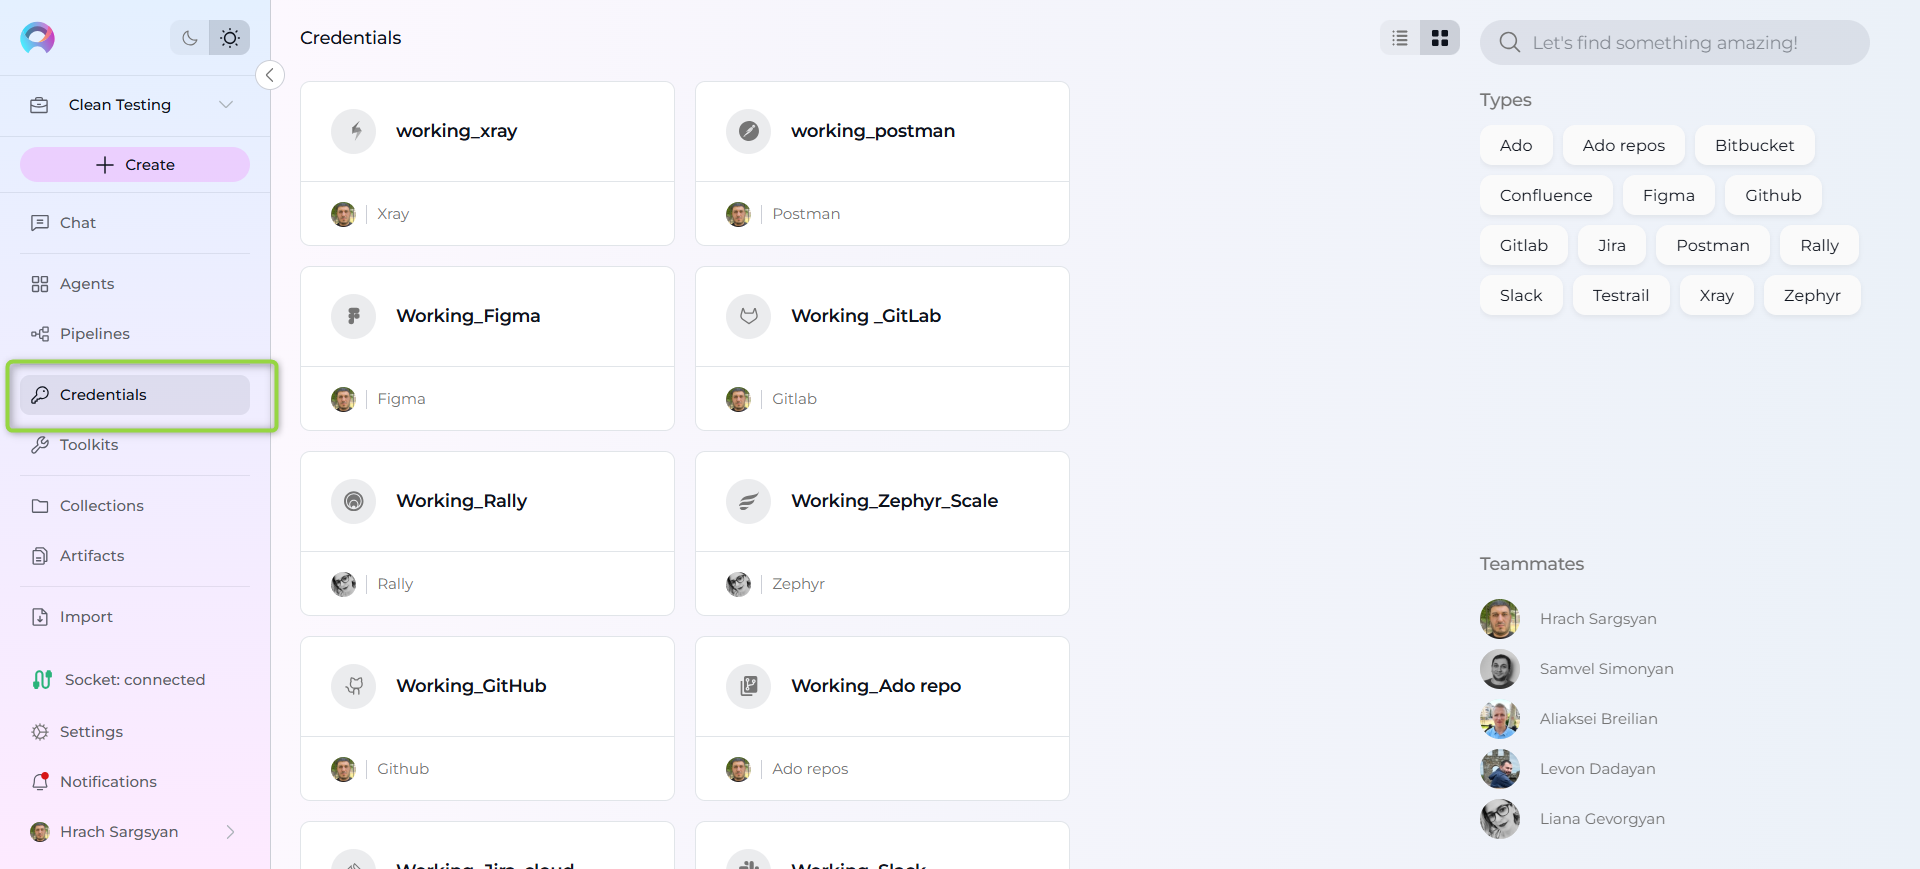 Clean Testing
Create
Chat
Agents
Pipelines
Credentials
Toolkits
Collections
Artifacts
Import
Socket: connected
Settings
Notifications
Hrach Sargsyan
Credentials
working_xray
Xray
working_postman
Postman
Working_Figma
Figma
Working _GitLab
Gitlab
Working_Rally
Rally
Working_Zephyr_Scale
Zephyr
Working_GitHub
Github
Working_Ado repo
Ado repos
Working_Jira_cloud
Working_Slack
Let's find something amazing!
Types
Ado Ado repos Bitbucket
Confluence Figma Github
Gitlab Jira Postman Rally
Slack Testrail Xray Zephyr
Teammates
Hrach Sargsyan
Samvel Simonyan
Aliaksei Breilian
Levon Dadayan
Liana Gevorgyan